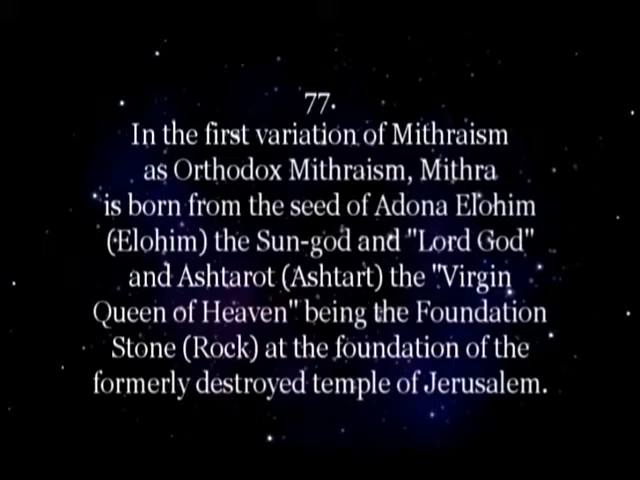 77.
In the first variation of Mithraism
as Orthodox Mithraism, Mithra
is born from the seed of Adona Elohim
(Elohim) the Sun-god and "Lord God"
and Ashtarot (Ashtart) the "Virgin
Queen of Heaven" being the Foundation
Stone (Rock) at the foundation of the
formerly destroyed temple of Jerusalem.